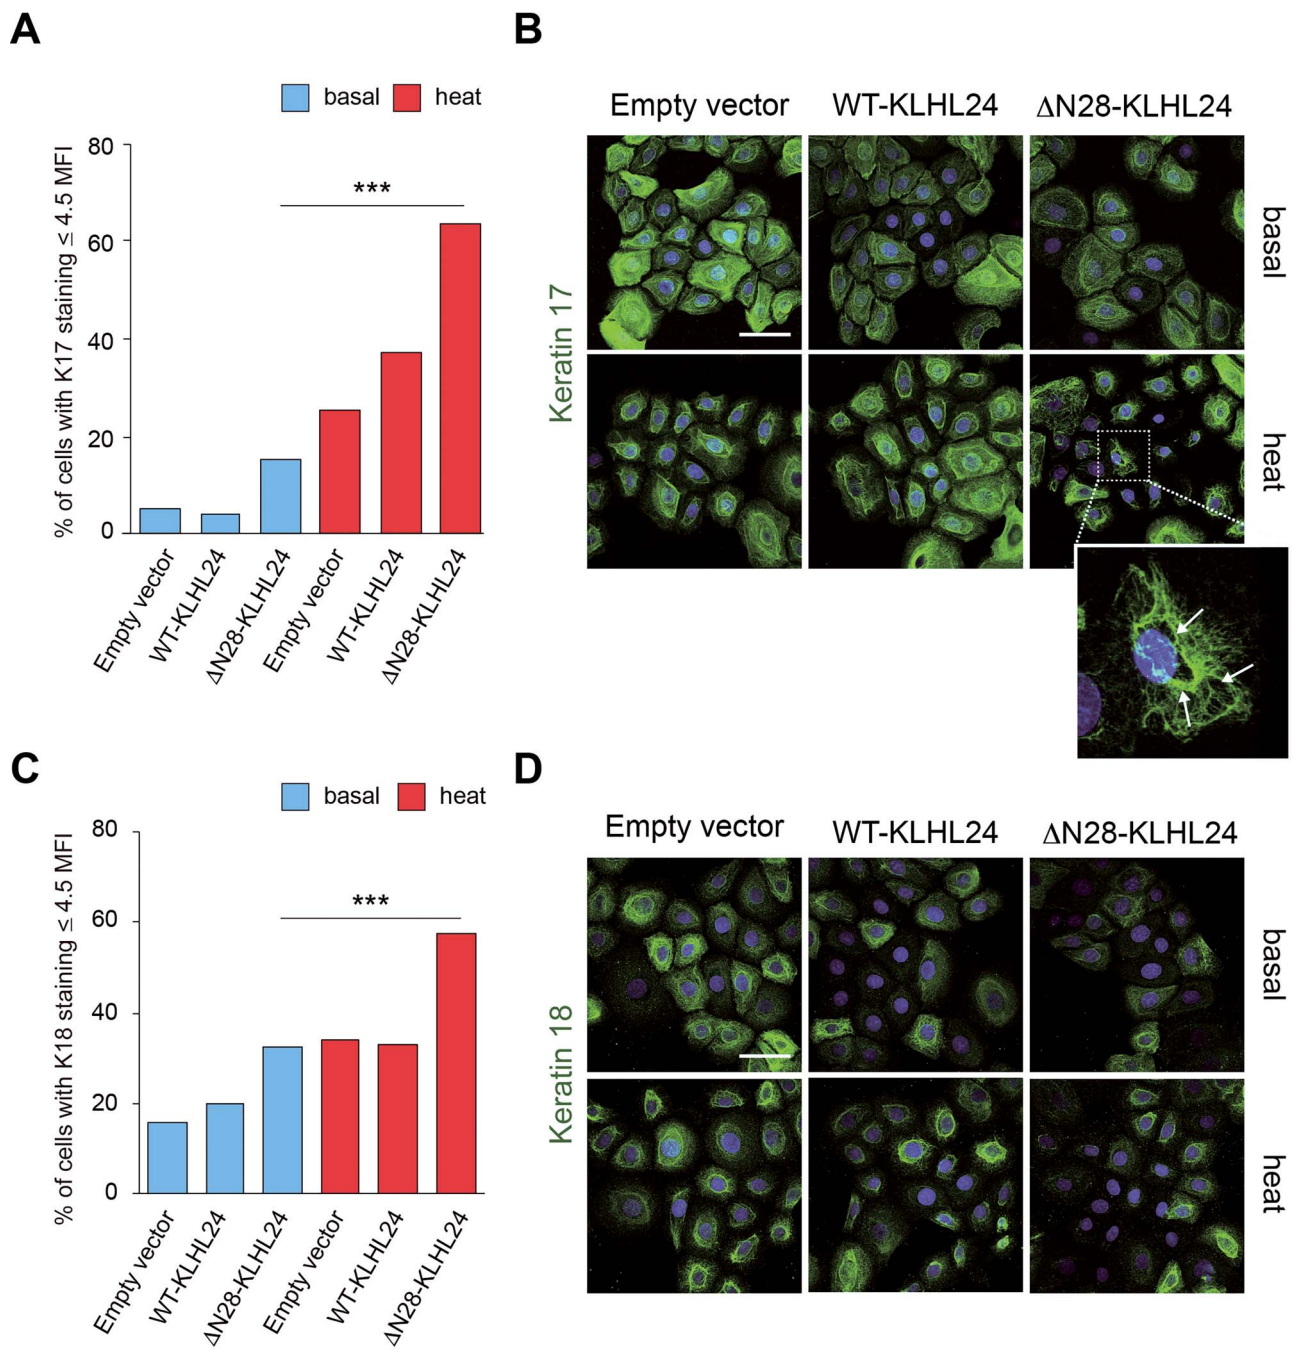 A
basal heat
% of cells with K17 staining ≤ 4.5 MFI
80
60
40
20
0
Empty vector
WT-KLHL24
ΔN28-KLHL24
Empty vector
WT-KLHL24
ΔN28-KLHL24
***
B
Empty vector WT-KLHL24 ΔN28-KLHL24
Keratin 17
basal
heat
C
basal heat
% of cells with K18 staining ≤ 4.5 MFI
80
60
40
20
0
Empty vector
WT-KLHL24
ΔN28-KLHL24
Empty vector
WT-KLHL24
ΔN28-KLHL24
***
D
Empty vector WT-KLHL24 ΔN28-KLHL24
Keratin 18
basal
heat